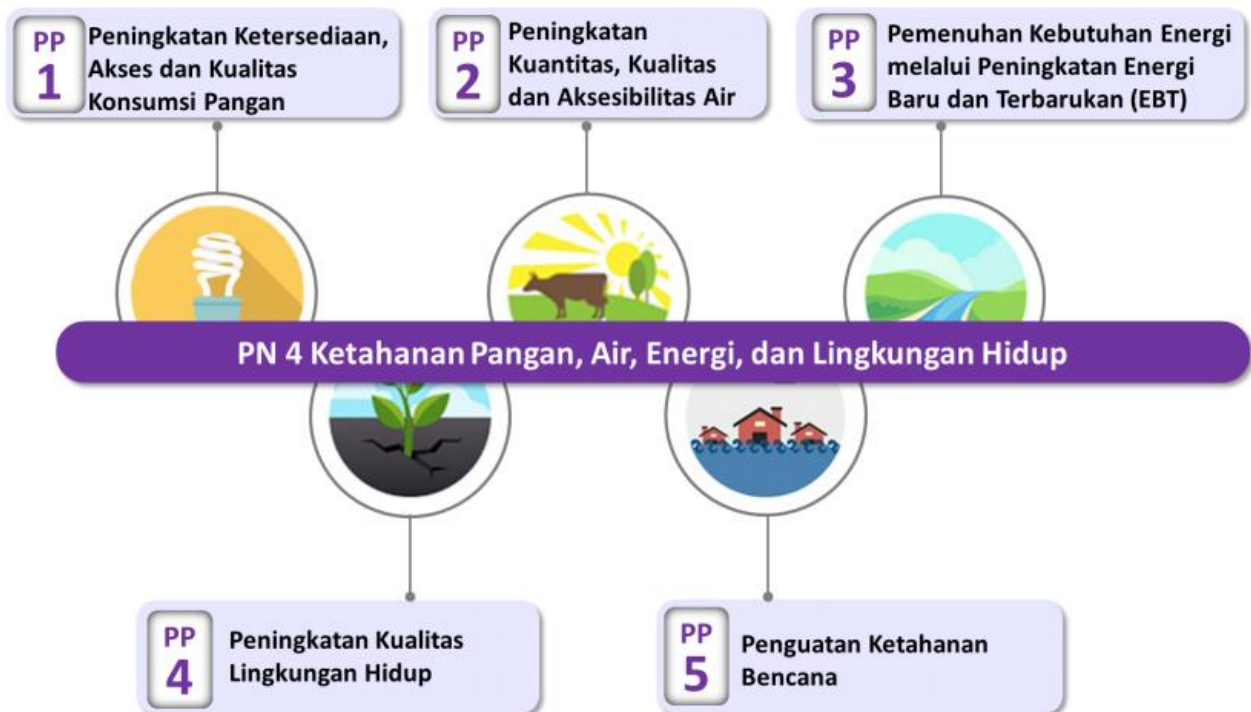 PP
1
Peningkatan Ketersediaan,
Akses dan Kualitas
Konsumsi Pangan
PP
2
Peningkatan
Kuantitas, Kualitas
dan Aksesibilitas Air
PP
3
Pemenuhan Kebutuhan Energi
melalui Peningkatan Energi
Baru dan Terbarukan (EBT)
PN 4 Ketahanan Pangan, Air, Energi, dan Lingkungan Hidup
PP
4
Peningkatan Kualitas
Lingkungan Hidup
PP
5
Penguatan Ketahanan
Bencana